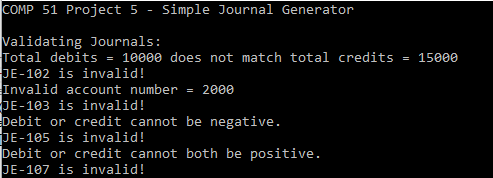 COMP 51 Project 5 - Simple Journal Generator
Validating Journals:
Total debits = 10000 does not match total credits = 15000
JE-102 is invalid!
Invalid account number = 2000
JE-103 is invalid!
Debit or credit cannot be negative.
JE-105 is invalid!
Debit or credit cannot both be positive.
JE-107 is invalid!